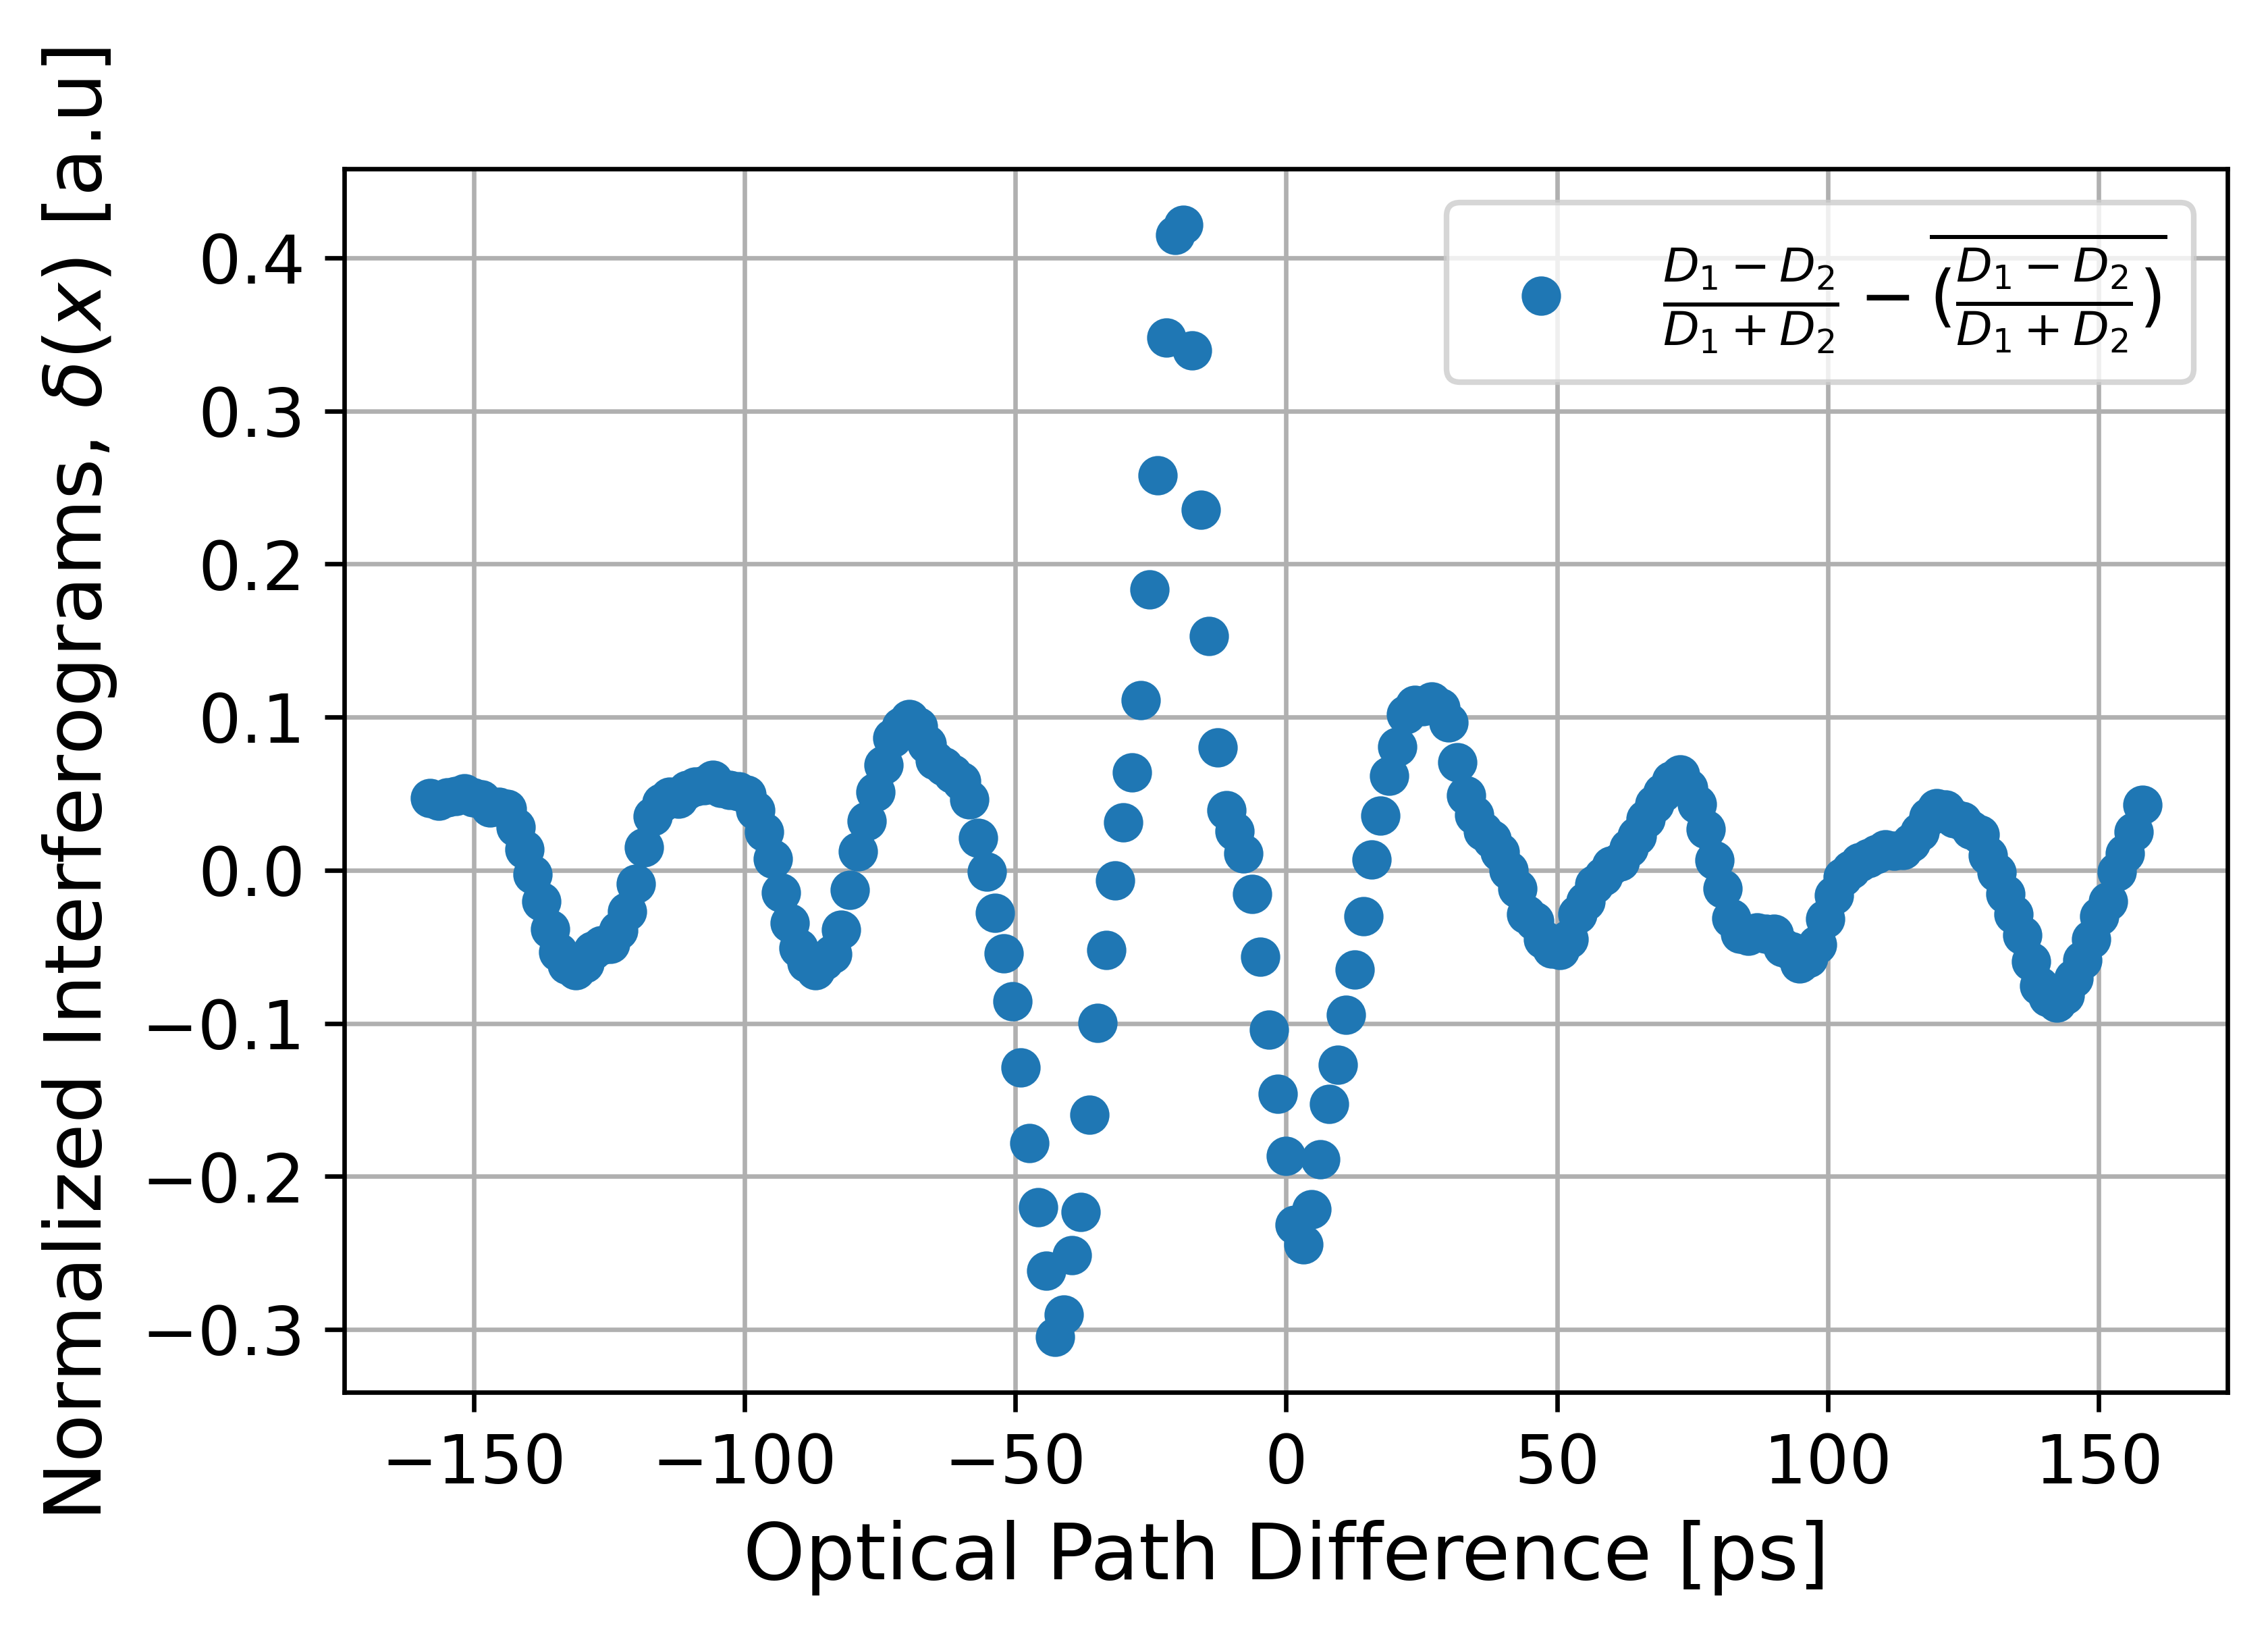 Normalized Interferograms, δ(x) [a.u]
0.4
0.3
0.2
0.1
0.0
−0.1
−0.2
−0.3
D₁ − D₂ / D₁ + D₂ − (D₁ − D₂ / D₁ + D₂)
−150 −100 −50 0 50 100 150
Optical Path Difference [ps]